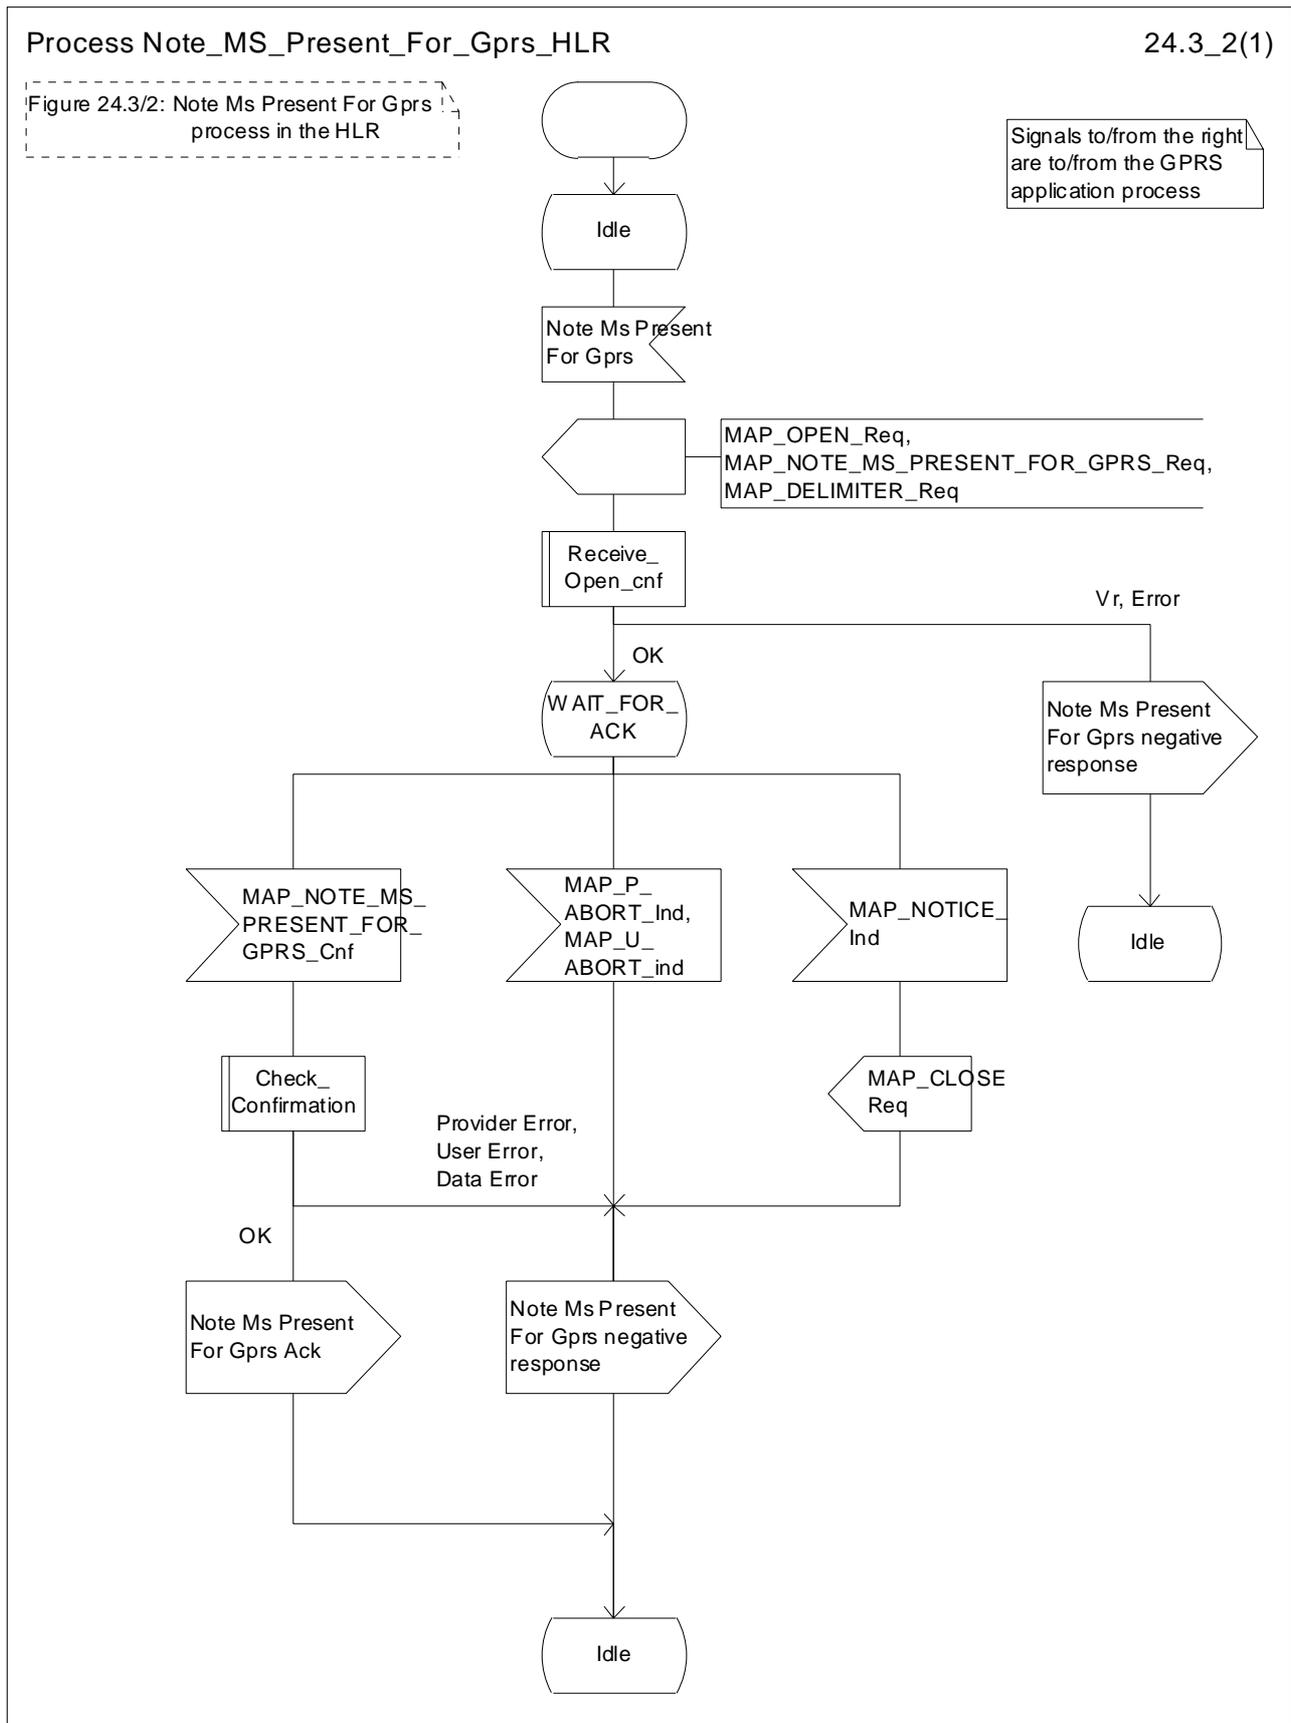 Process Note_MS_Present_For_Gprs_HLR
24.3_2(1)
Figure 24.3/2: Note Ms Present For Gprs
process in the HLR
Signals to/from the right
are to/from the GPRS
application process
Idle
Note Ms Present
For Gprs
MAP_OPEN_Req,
MAP_NOTE_MS_PRESENT_FOR_GPRS_Req,
MAP_DELIMITER_Req
Receive_
Open_cnf
Vr, Error
OK
WAIT_FOR_
ACK
Note Ms Present
For Gprs negative
response
Idle
MAP_NOTE_MS_
PRESENT_FOR_
GPRS_Cnf
MAP_P_
ABORT_Ind,
MAP_U_
ABORT_ind
MAP_NOTICE_
Ind
Check_
Confirmation
MAP_CLOSE
Req
Provider Error,
User Error,
Data Error
OK
Note Ms Present
For Gprs Ack
Note Ms Present
For Gprs negative
response
Idle